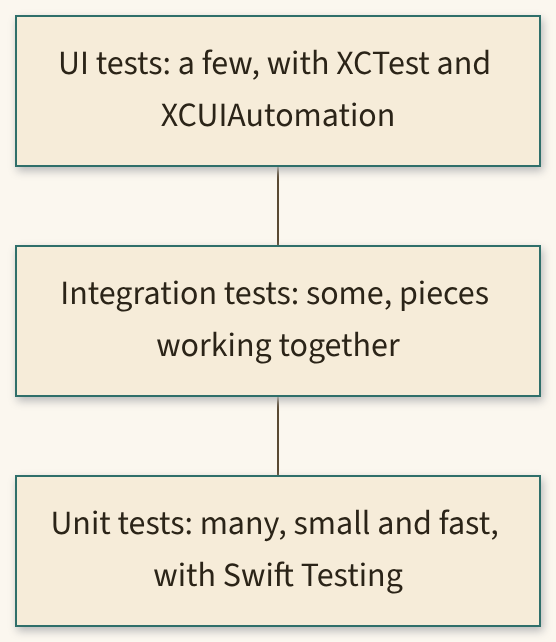 UI tests: a few, with XCTest and
XCUIAutomation
Integration tests: some, pieces
working together
Unit tests: many, small and fast,
with Swift Testing